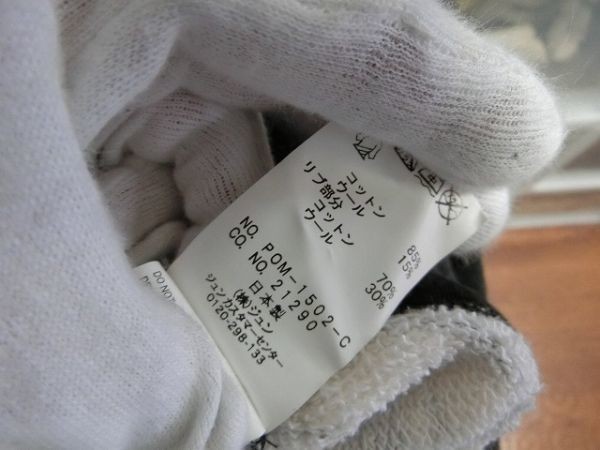 コットン 85%
ウール 15%
リブ部分
コットン 70%
ウール 30%
NO. POM-1502-C
CO. NO. 21290
日本製
(株)ジュン
ジュンカスタマーセンター
0120-298-133
DO NOT